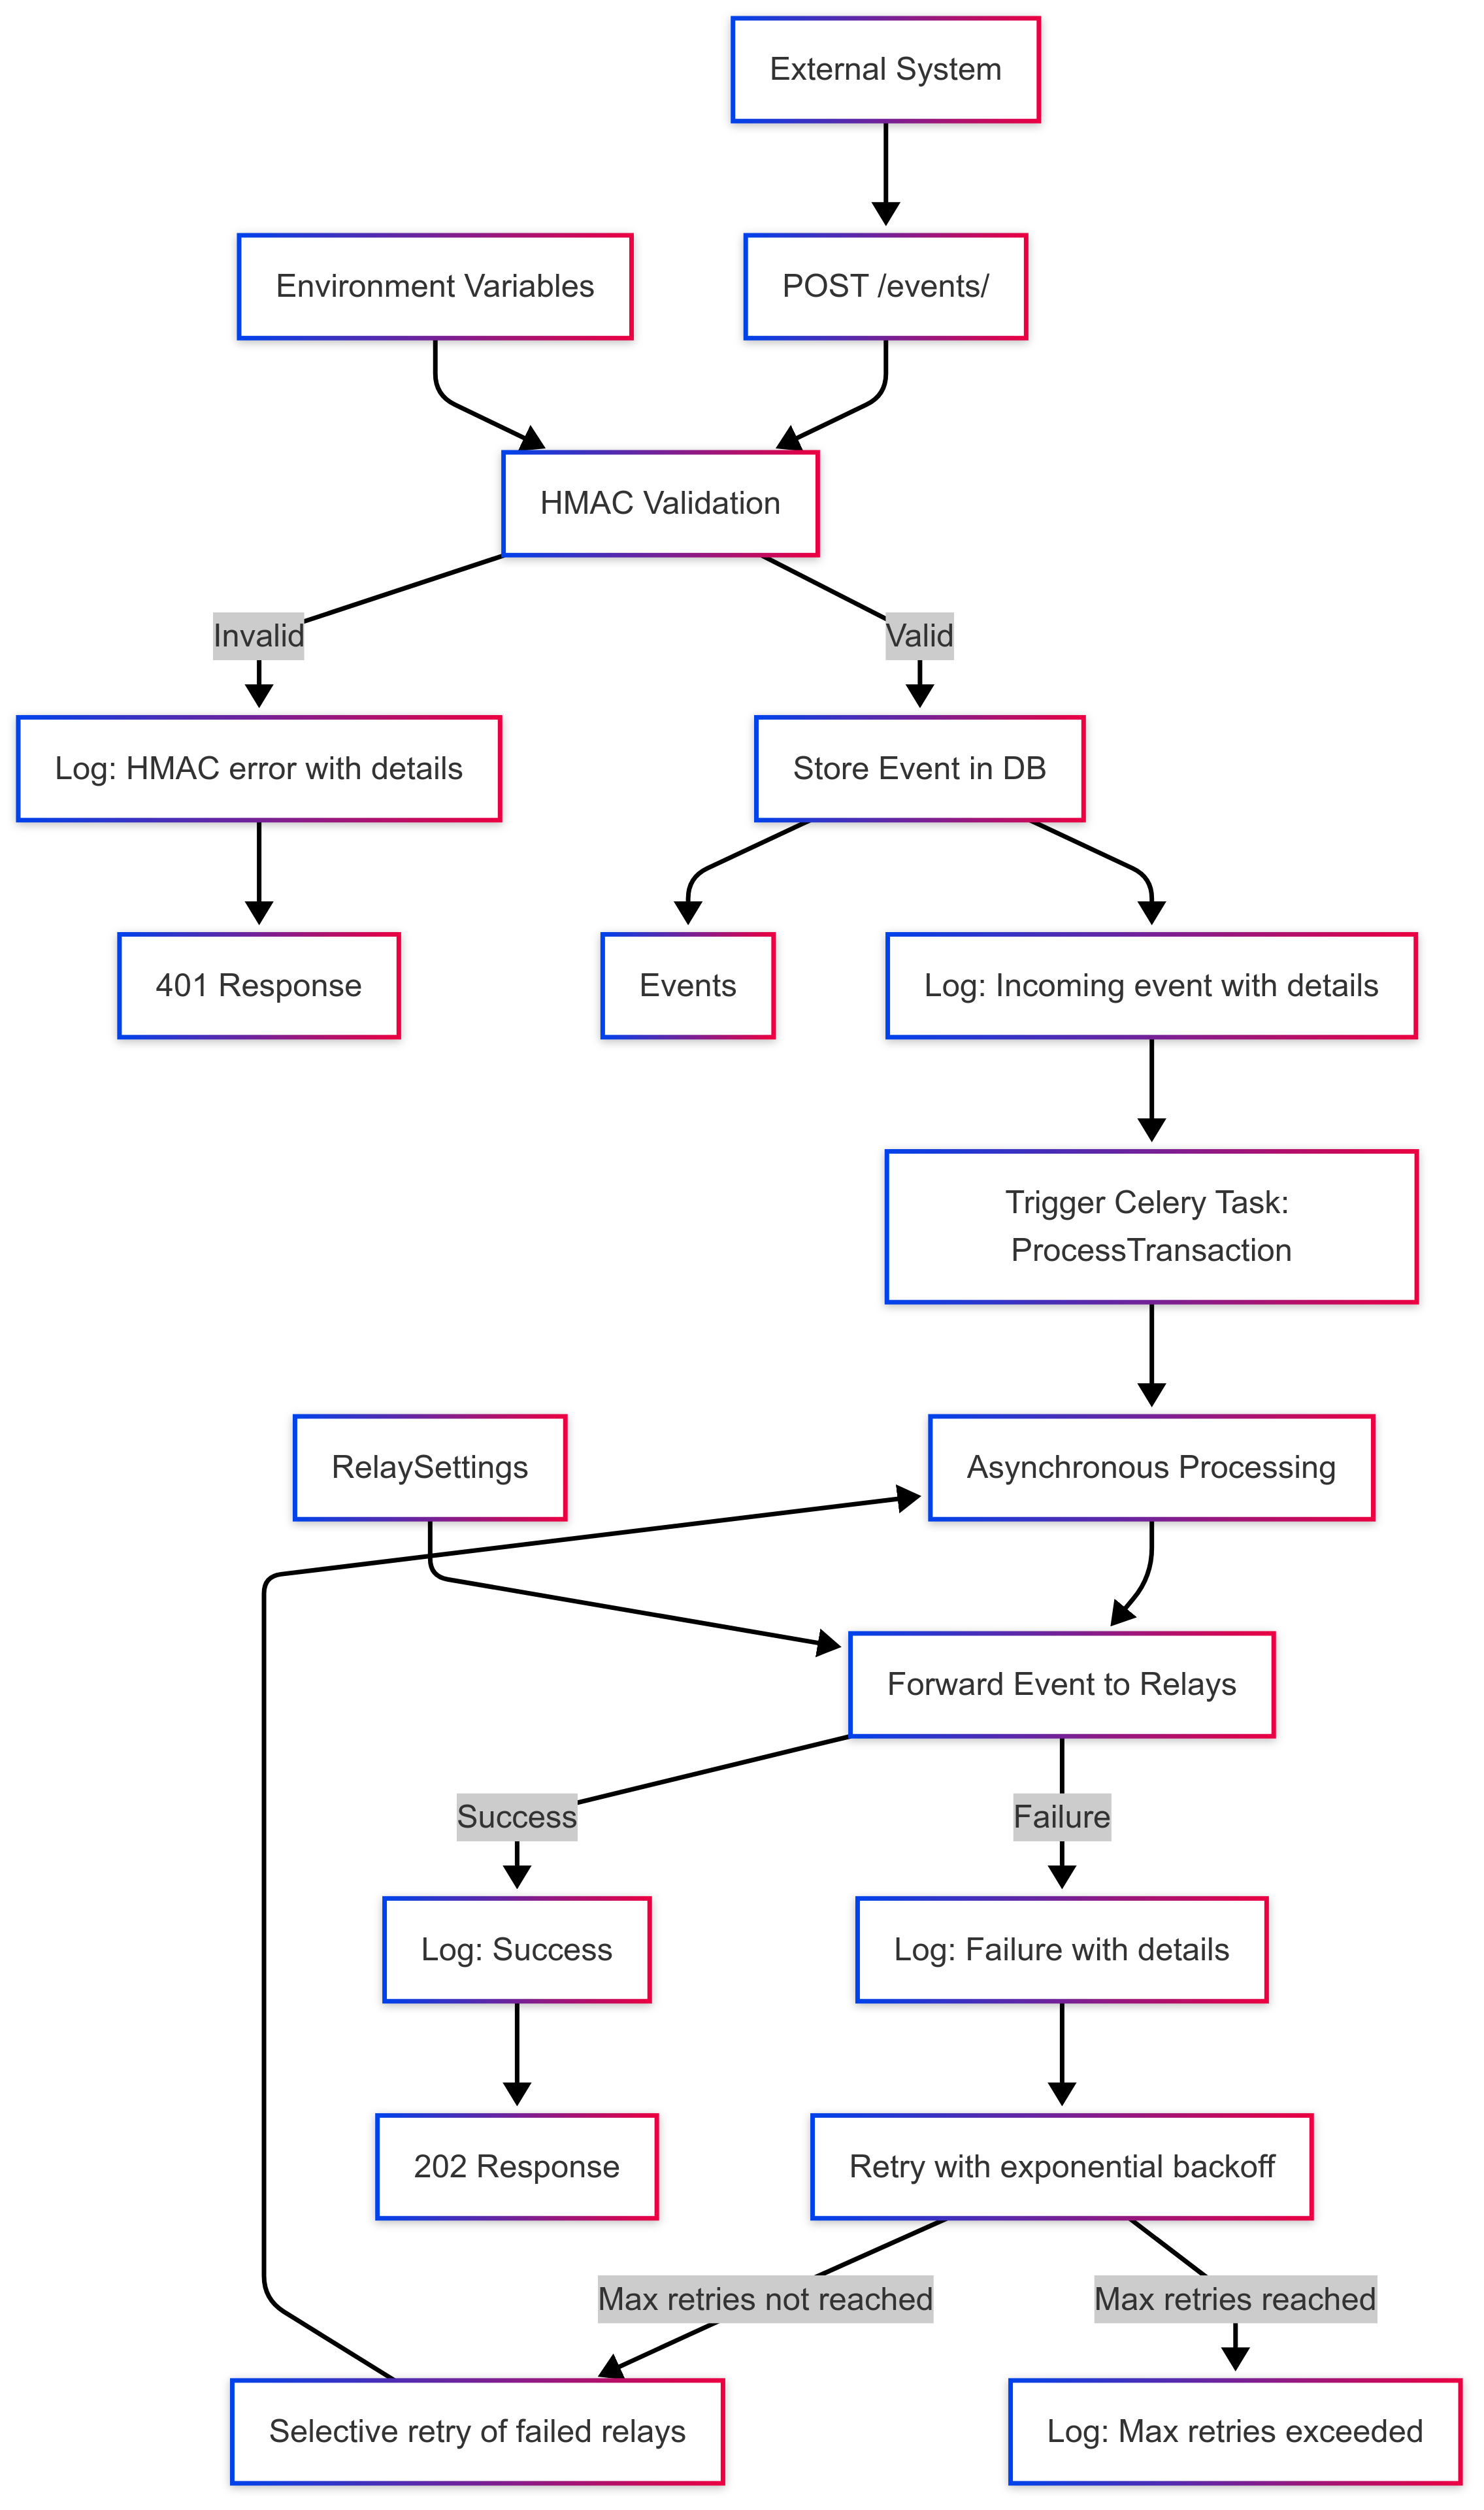 External System
Environment Variables
POST /events/
HMAC Validation
Invalid
Valid
Log: HMAC error with details
Store Event in DB
401 Response
Events
Log: Incoming event with details
Trigger Celery Task:
ProcessTransaction
RelaySettings
Asynchronous Processing
Forward Event to Relays
Success
Failure
Log: Success
Log: Failure with details
202 Response
Retry with exponential backoff
Max retries not reached
Max retries reached
Selective retry of failed relays
Log: Max retries exceeded